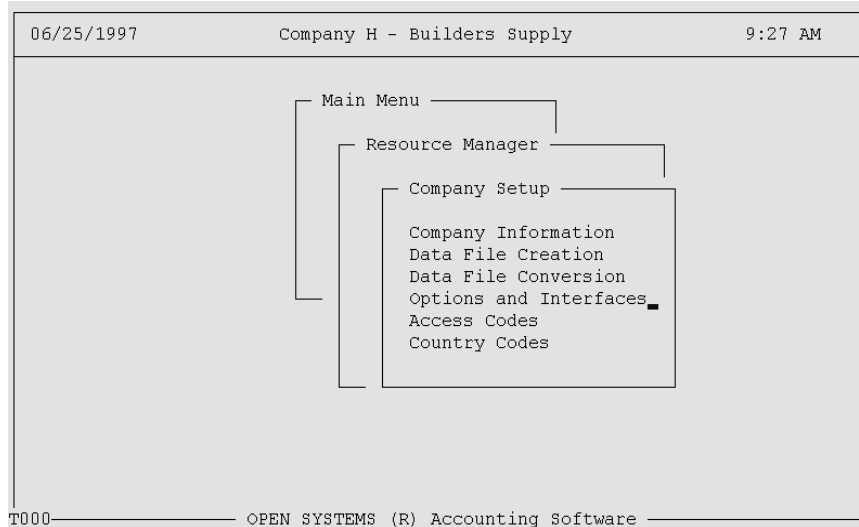 06/25/1997 Company H - Builders Supply 9:27 AM
Main Menu
Resource Manager
Company Setup
Company Information
Data File Creation
Data File Conversion
Options and Interfaces
Access Codes
Country Codes
T000 OPEN SYSTEMS (R) Accounting Software